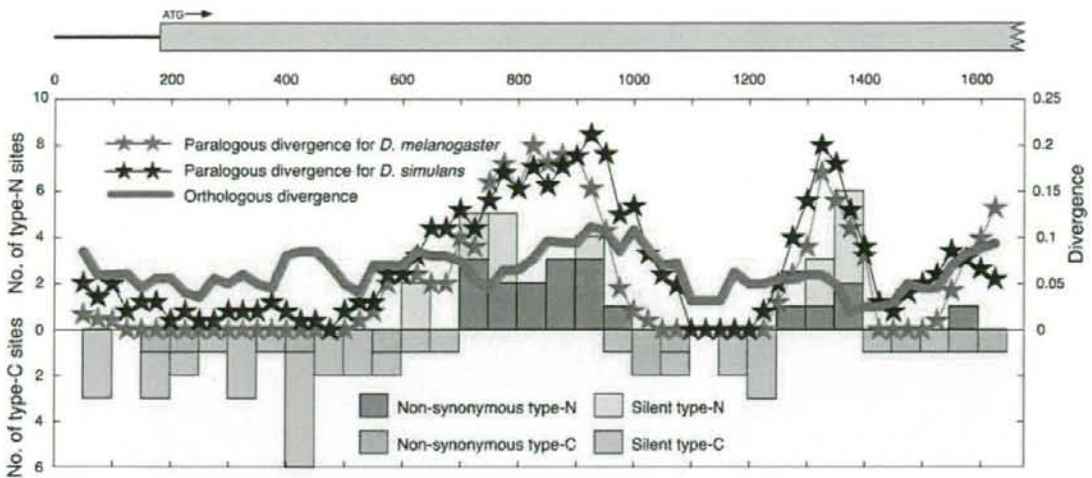 ATG
0 200 400 600 800 1000 1200 1400 1600
10 0.25
8 0.2
6 0.15
4 0.1
2 0.05
0 0
2
4
6
No. of type-N sites
No. of type-C sites
Divergence
Paralogous divergence for D. melanogaster
Paralogous divergence for D. simulans
Orthologous divergence
Non-synonymous type-N Silent type-N
Non-synonymous type-C Silent type-C